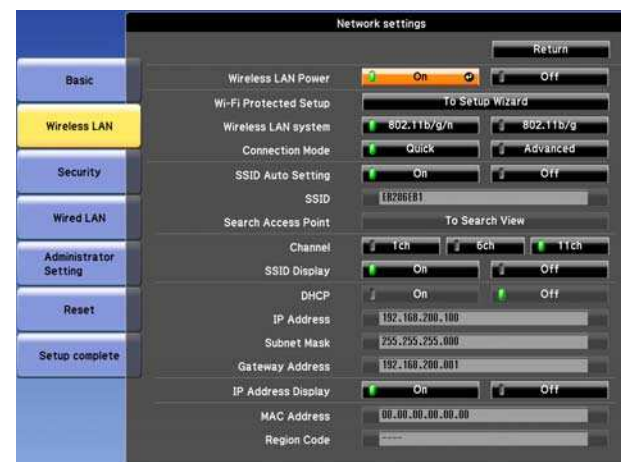 Network settings
Return
Basic
Wireless LAN
Security
Wired LAN
Administrator
Setting
Reset
Setup complete
Wireless LAN Power On Off
Wi-Fi Protected Setup To Setup Wizard
Wireless LAN system 802.11b/g/n 802.11b/g
Connection Mode Quick Advanced
SSID Auto Setting On Off
SSID EB286EB1
Search Access Point To Search View
Channel 1ch 6ch 11ch
SSID Display On Off
DHCP On Off
IP Address 192.168.200.100
Subnet Mask 255.255.255.000
Gateway Address 192.168.200.001
IP Address Display On Off
MAC Address 00.00.00.00.00.00
Region Code ----